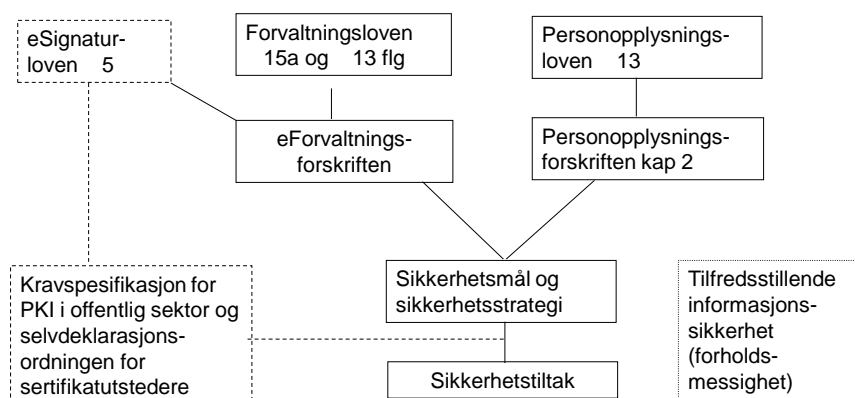 eSignatur-
loven 5
Forvaltningsloven
15a og 13 flg
Personopplysnings-
loven 13
eForvaltnings-
forskriften
Personopplysnings-
forskriften kap 2
Kravspesifikasjon for
PKI i offentlig sektor og
selvdeklarasjons-
ordningen for
sertifikatutstedere
Sikkerhetsmål og
sikkerhetsstrategi
Sikkerhetstiltak
Tilfredsstillende
informasjons-
sikkerhet
(forholds-
messighet)